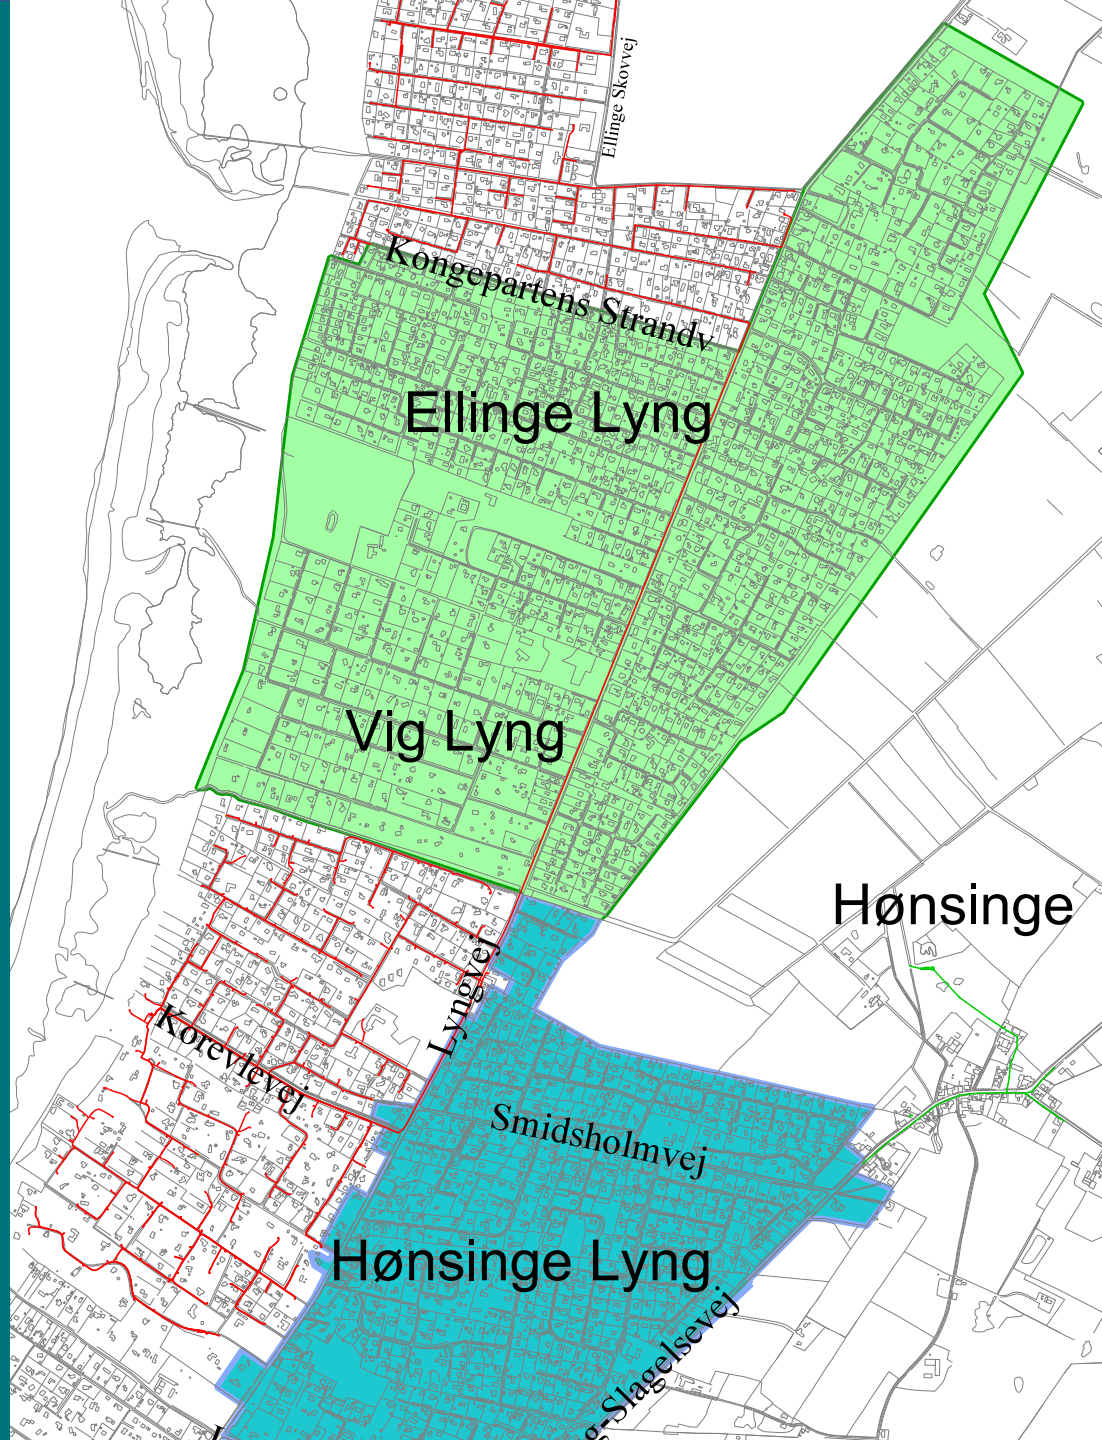 Ellinge Skovvej
Kongepartens Strandv
Ellinge Lyng
Vig Lyng
Hønsinge
Lyngvej
Korevlevej
Smidsholmvej
Hønsinge Lyng
g-Slagelsevej